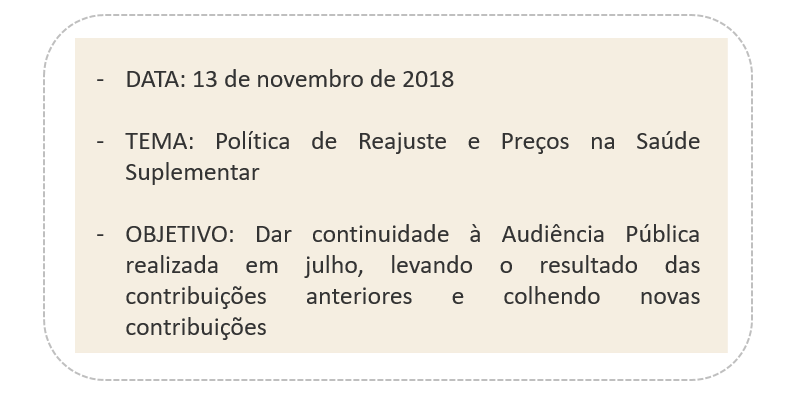 - DATA: 13 de novembro de 2018
- TEMA: Política de Reajuste e Preços na Saúde
Suplementar
- OBJETIVO: Dar continuidade à Audiência Pública
realizada em julho, levando o resultado das
contribuições anteriores e colhendo novas
contribuições